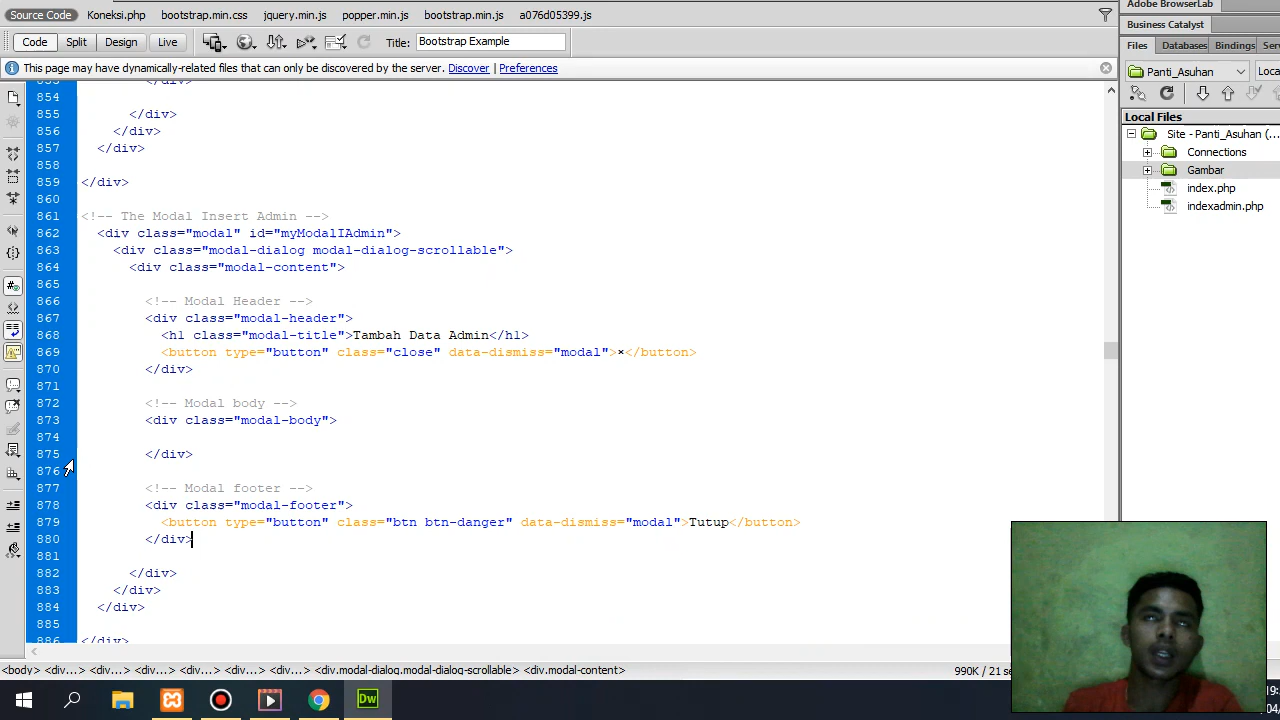 Source Code Koneksi.php bootstrap.min.css jquery.min.js popper.min.js bootstrap.min.js a076d05399.js
Code Split Design Live Title: Bootstrap Example
This page may have dynamically-related files that can only be discovered by the server. Discover | Preferences
854
855 </div>
856 </div>
857 </div>
858
859 </div>
860
861 <!-- The Modal Insert Admin -->
862 <div class="modal" id="myModalIAdmin">
863 <div class="modal-dialog modal-dialog-scrollable">
864 <div class="modal-content">
865
866 <!-- Modal Header -->
867 <div class="modal-header">
868 <h1 class="modal-title">Tambah Data Admin</h1>
869 <button type="button" class="close" data-dismiss="modal">×</button>
870 </div>
871
872 <!-- Modal body -->
873 <div class="modal-body">
874
875 </div>
876
877 <!-- Modal footer -->
878 <div class="modal-footer">
879 <button type="button" class="btn btn-danger" data-dismiss="modal">Tutup</button>
880 </div>
881
882 </div>
883 </div>
884 </div>
885
886 </div>
<body> <div... <div... <div... <div... <div... <div.modal-dialog.modal-dialog-scrollable> <div.modal-content> 990K / 21
Adobe BrowserLab
Business Catalyst
Files Databases Bindings
Panti_Asuhan
Local Files
Site - Panti_Asuhan (...
Connections
Gambar
index.php
indexadmin.php
Dw